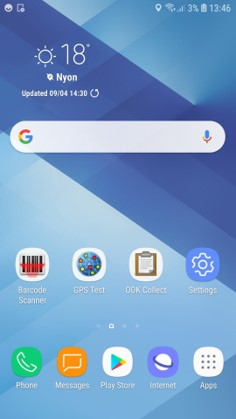 3% 13:46
18°
Nyon
Updated 09/04 14:30
Barcode
Scanner
GPS Test
ODK Collect
Settings
Phone
Messages
Play Store
Internet
Apps